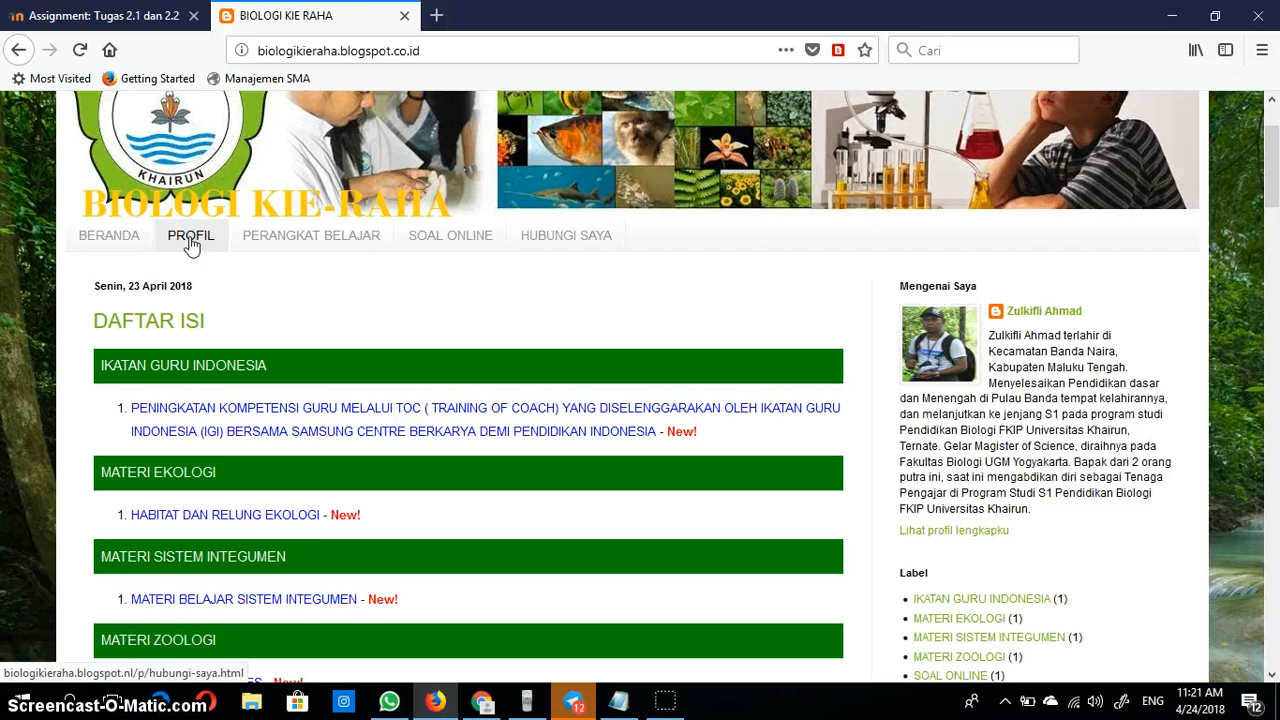 Assignment: Tugas 2.1 dan 2.2
BIOLOGI KIE RAHA
biologikieraha.blogspot.co.id
Cari
Most Visited
Getting Started
Manajemen SMA
KHAIRUN
BIOLOGI KIE-RAHA
BERANDA
PROFIL
PERANGKAT BELAJAR
SOAL ONLINE
HUBUNGI SAYA
Senin, 23 April 2018
DAFTAR ISI
IKATAN GURU INDONESIA
1. PENINGKATAN KOMPETENSI GURU MELALUI TOC ( TRAINING OF COACH) YANG DISELENGGARAKAN OLEH IKATAN GURU
INDONESIA (IGI) BERSAMA SAMSUNG CENTRE BERKARYA DEMI PENDIDIKAN INDONESIA - New!
MATERI EKOLOGI
1. HABITAT DAN RELUNG EKOLOGI - New!
MATERI SISTEM INTEGUMEN
1. MATERI BELAJAR SISTEM INTEGUMEN - New!
MATERI ZOOLOGI
New!
Mengenai Saya
Zulkifli Ahmad
Zulkifli Ahmad terlahir di
Kecamatan Banda Naira,
Kabupaten Maluku Tengah.
Menyelesaikan Pendidikan dasar
dan Menengah di Pulau Banda tempat kelahirannya,
dan melanjutkan ke jenjang S1 pada program studi
Pendidikan Biologi FKIP Universitas Khairun,
Ternate. Gelar Magister of Science, diraihnya pada
Fakultas Biologi UGM Yogyakarta. Bapak dari 2 orang
putra ini, saat ini mengabdikan diri sebagai Tenaga
Pengajar di Program Studi S1 Pendidikan Biologi
FKIP Universitas Khairun.
Lihat profil lengkapku
Label
IKATAN GURU INDONESIA (1)
MATERI EKOLOGI (1)
MATERI SISTEM INTEGUMEN (1)
MATERI ZOOLOGI (1)
SOAL ONLINE (1)
biologikieraha.blogspot.nl/p/hubungi-saya.html
Screencast-O-Matic.com
12
ENG
11:21 AM
4/24/2018
12